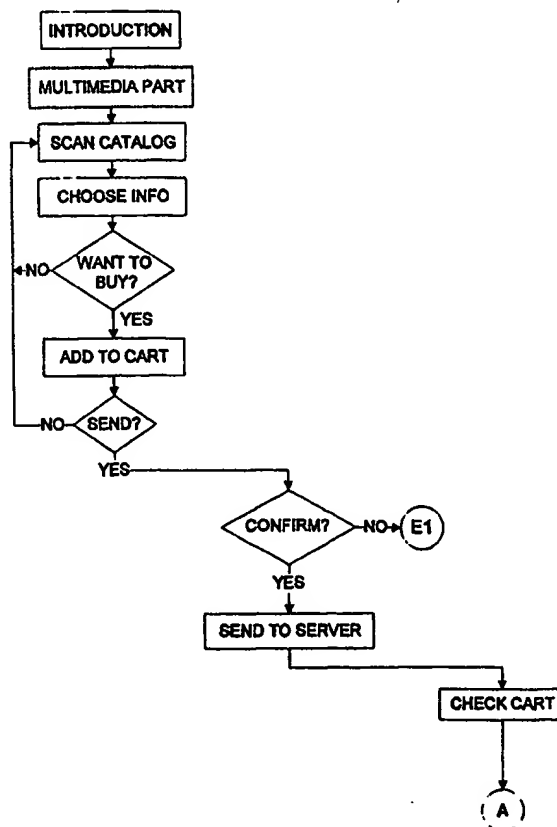 INTRODUCTION
MULTIMEDIA PART
SCAN CATALOG
CHOOSE INFO
WANT TO
BUY?
NO
YES
ADD TO CART
SEND?
NO
YES
CONFIRM?
NO
E1
YES
SEND TO SERVER
CHECK CART
A